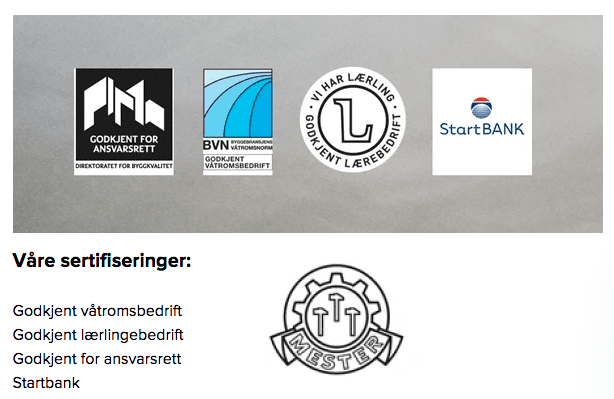 GODKJENT FOR
ANSVARSRETT
DIREKTORATET FOR BYGGKVALITET
BVN BYGGEBRANSJENS
VÅTROMSNORM
GODKJENT
VÅTROMSBEDRIFT
VI HAR LÆRLING
L
GODKJENT LÆREBEDRIFT
StartBANK
Våre sertifiseringer:
Godkjent våtromsbedrift
Godkjent lærlingebedrift
Godkjent for ansvarsrett
Startbank
MESTER